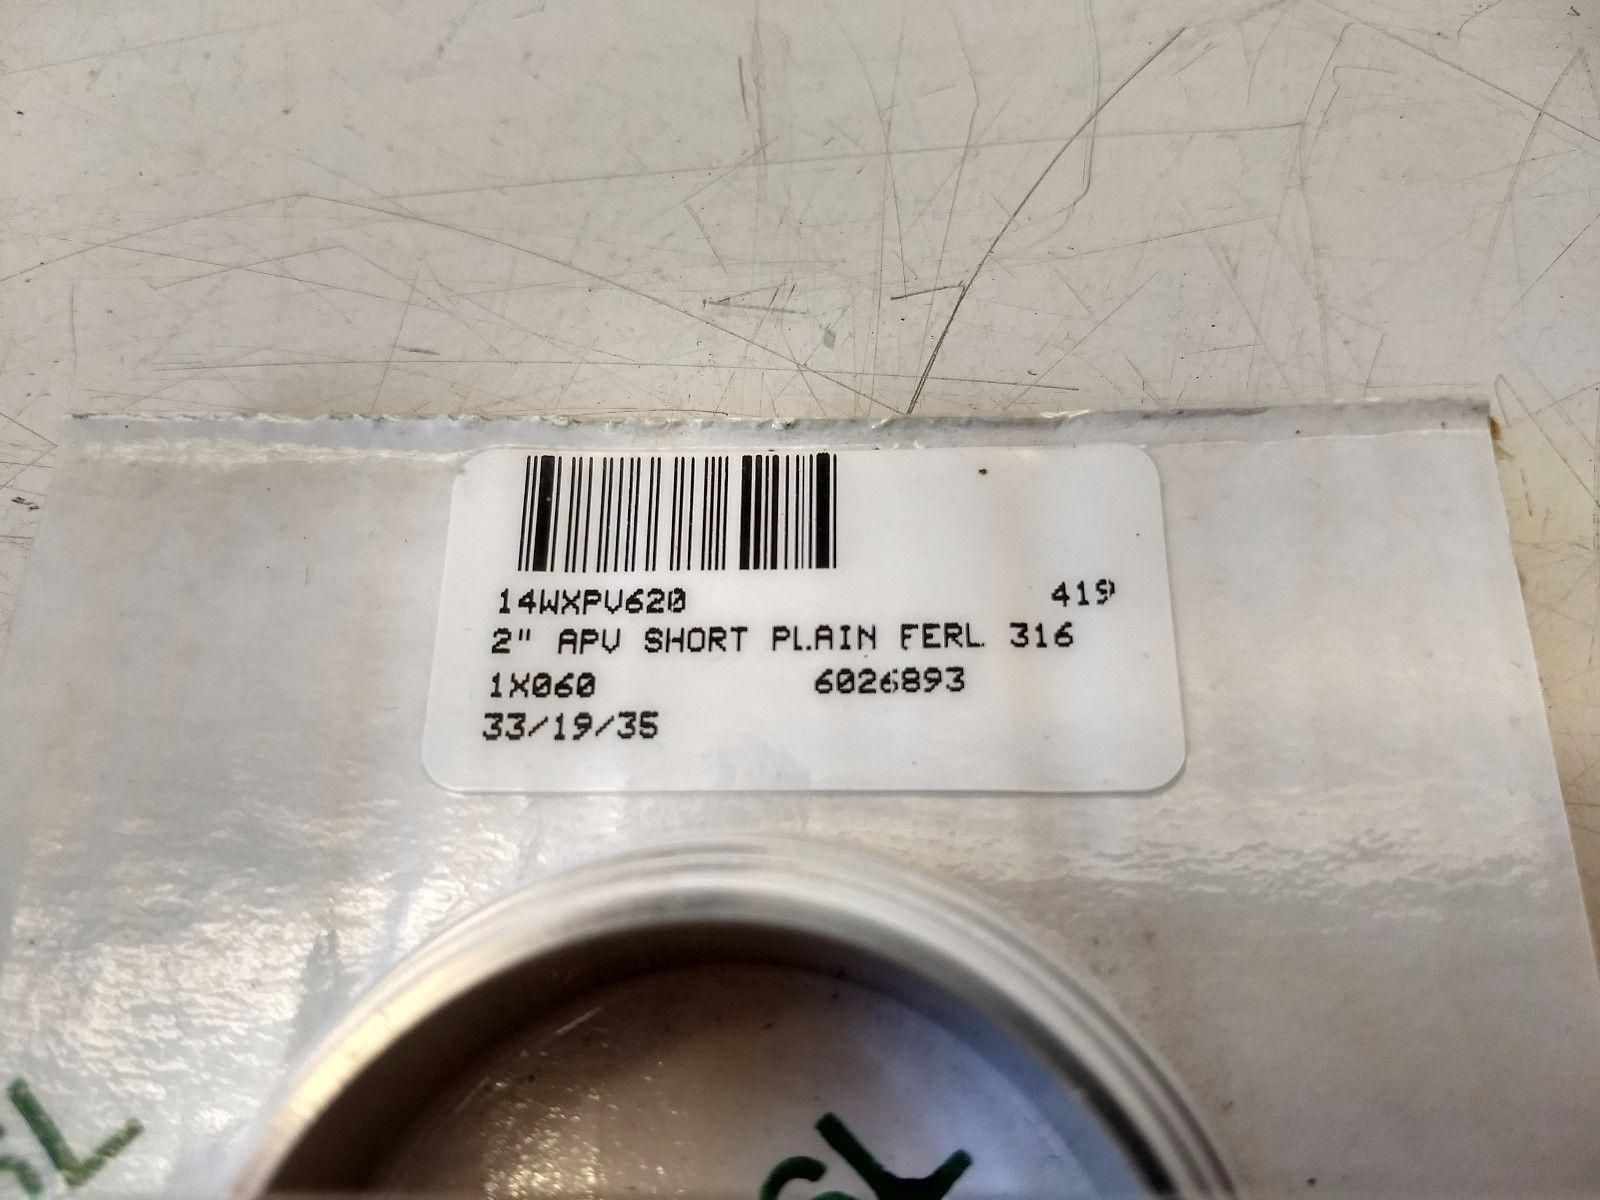 14WXPV620 419
2" APV SHORT PLAIN FERL 316
1X060 6026893
33/19/35